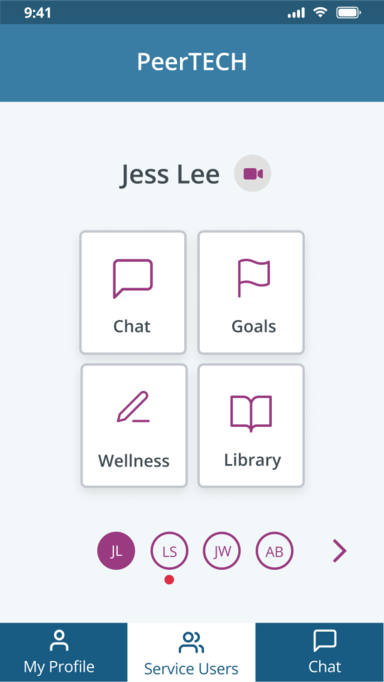 9:41
PeerTECH
Jess Lee
Chat Goals
Wellness Library
JL LS JW AB
My Profile Service Users Chat